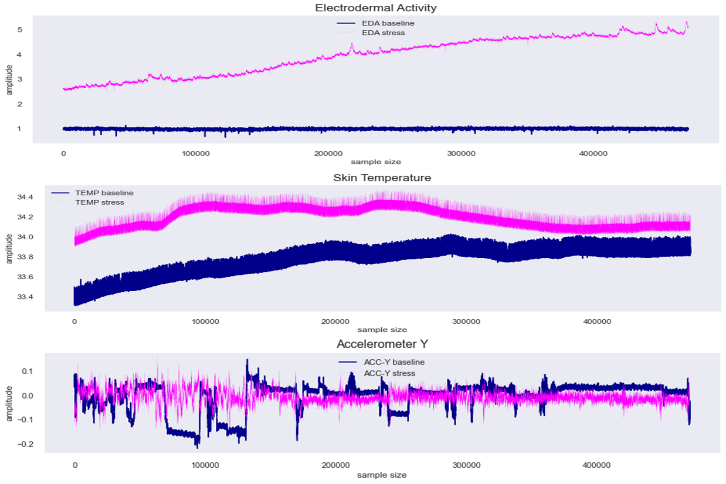 Electrodermal Activity
EDA baseline
EDA stress
amplitude
5
4
3
2
1
0
100000
200000
300000
400000
sample size
Skin Temperature
TEMP baseline
TEMP stress
amplitude
34.4
34.2
34.0
33.8
33.6
33.4
0
100000
200000
300000
400000
sample size
Accelerometer Y
ACC-Y baseline
ACC-Y stress
amplitude
0.1
0.0
−0.1
−0.2
0
100000
200000
300000
400000
sample size